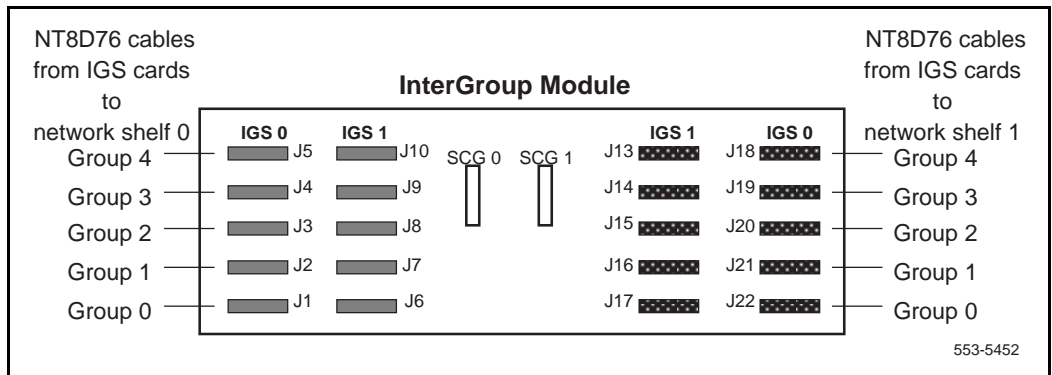 NT8D76 cables
from IGS cards
to
network shelf 0
NT8D76 cables
from IGS cards
to
network shelf 1
InterGroup Module
IGS 0 IGS 1 IGS 1 IGS 0
Group 4 J5 J10 SCG 0 SCG 1 J13 J18 Group 4
Group 3 J4 J9 J14 J19 Group 3
Group 2 J3 J8 J15 J20 Group 2
Group 1 J2 J7 J16 J21 Group 1
Group 0 J1 J6 J17 J22 Group 0
553-5452